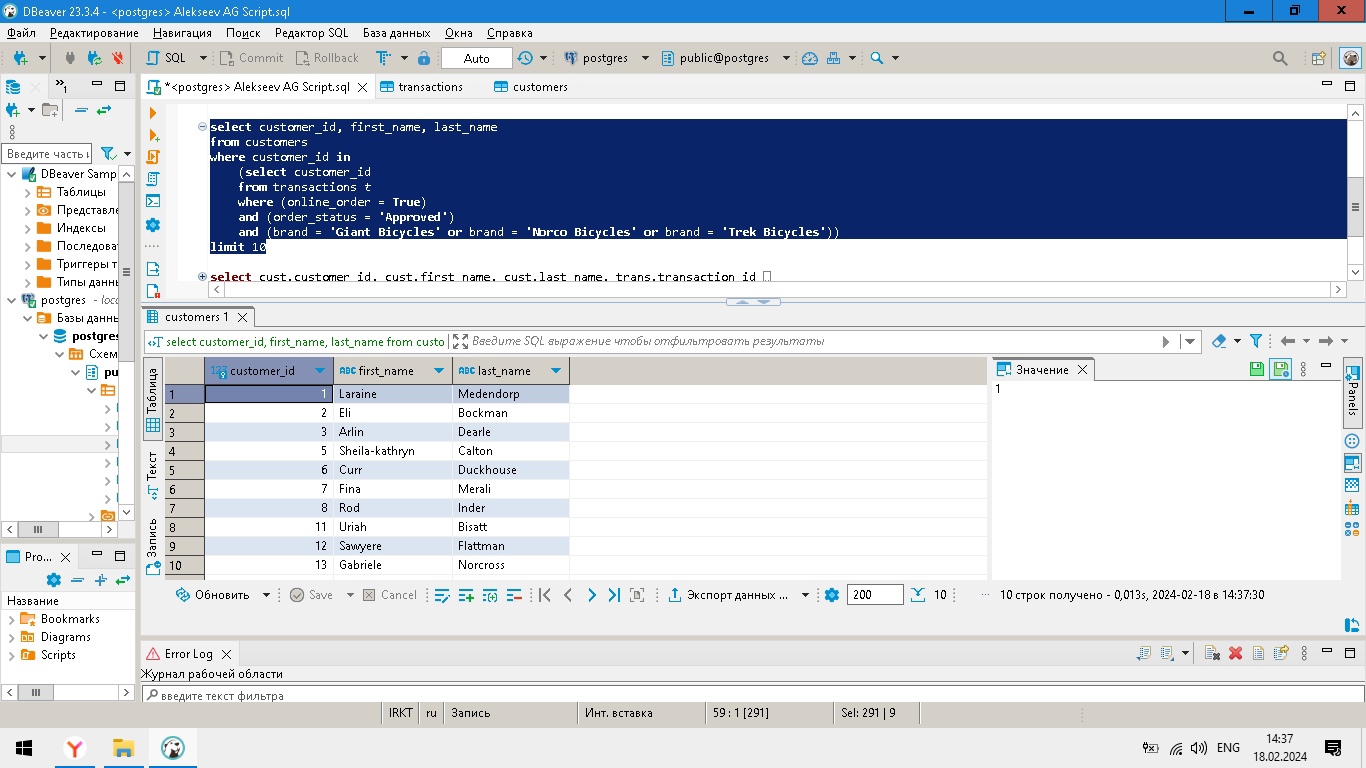 DBeaver 23.3.4 - <postgres> Alekseev AG Script.sql
Файл Редактирование Навигация Поиск Редактор SQL База данных Окна Справка
SQL Commit Rollback Auto postgres public@postgres
*<postgres> Alekseev AG Script.sql transactions customers
select customer_id, first_name, last_name
from customers
where customer_id in
(select customer_id
from transactions t
where (online_order = True)
and (order_status = 'Approved')
and (brand = 'Giant Bicycles' or brand = 'Norco Bicycles' or brand = 'Trek Bicycles'))
limit 10
select cust.customer_id, cust.first_name, cust.last_name, trans.transaction_id
Введите часть и
DBeaver Samp
Таблицы
Представле
Индексы
Последоват
Триггеры т
Типы данны
postgres - loca
Базы данны
postgres
Схем
pu
customers 1
select customer_id, first_name, last_name from custo Введите SQL выражение чтобы отфильтровать результаты
Таблица
Текст
Запись
customer_id first_name last_name
1 1 Laraine Medendorp
2 2 Eli Bockman
3 3 Arlin Dearle
4 5 Sheila-kathryn Calton
5 6 Curr Duckhouse
6 7 Fina Merali
7 8 Rod Inder
8 11 Uriah Bisatt
9 12 Sawyere Flattman
10 13 Gabriele Norcross
Значение
1
Panels
Обновить Save Cancel Экспорт данных ... 200 10 ... 10 строк получено - 0,013s, 2024-02-18 в 14:37:30
Pro...
Название
Bookmarks
Diagrams
Scripts
Error Log
Журнал рабочей области
введите текст фильтра
IRKT ru Запись Инт. вставка 59 : 1 [291] Sel: 291 | 9
ENG 14:37
18.02.2024